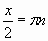 x/2 = πn